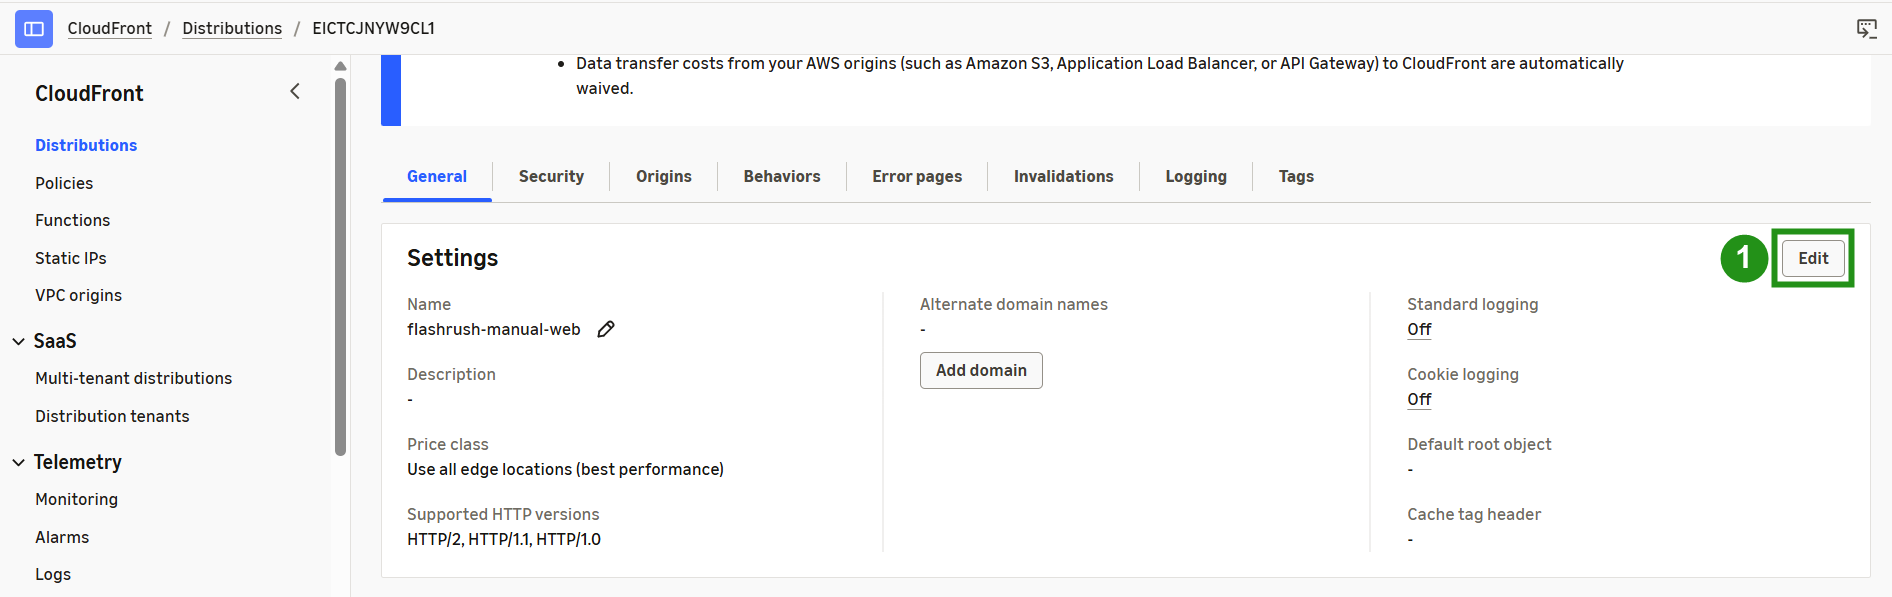 CloudFront / Distributions / EICTCJNYW9CL1
CloudFront
Distributions
Policies
Functions
Static IPs
VPC origins
SaaS
Multi-tenant distributions
Distribution tenants
Telemetry
Monitoring
Alarms
Logs
• Data transfer costs from your AWS origins (such as Amazon S3, Application Load Balancer, or API Gateway) to CloudFront are automatically
waived.
General Security Origins Behaviors Error pages Invalidations Logging Tags
Settings
1 Edit
Name
flashrush-manual-web
Description
-
Price class
Use all edge locations (best performance)
Supported HTTP versions
HTTP/2, HTTP/1.1, HTTP/1.0
Alternate domain names
-
Add domain
Standard logging
Off
Cookie logging
Off
Default root object
-
Cache tag header
-